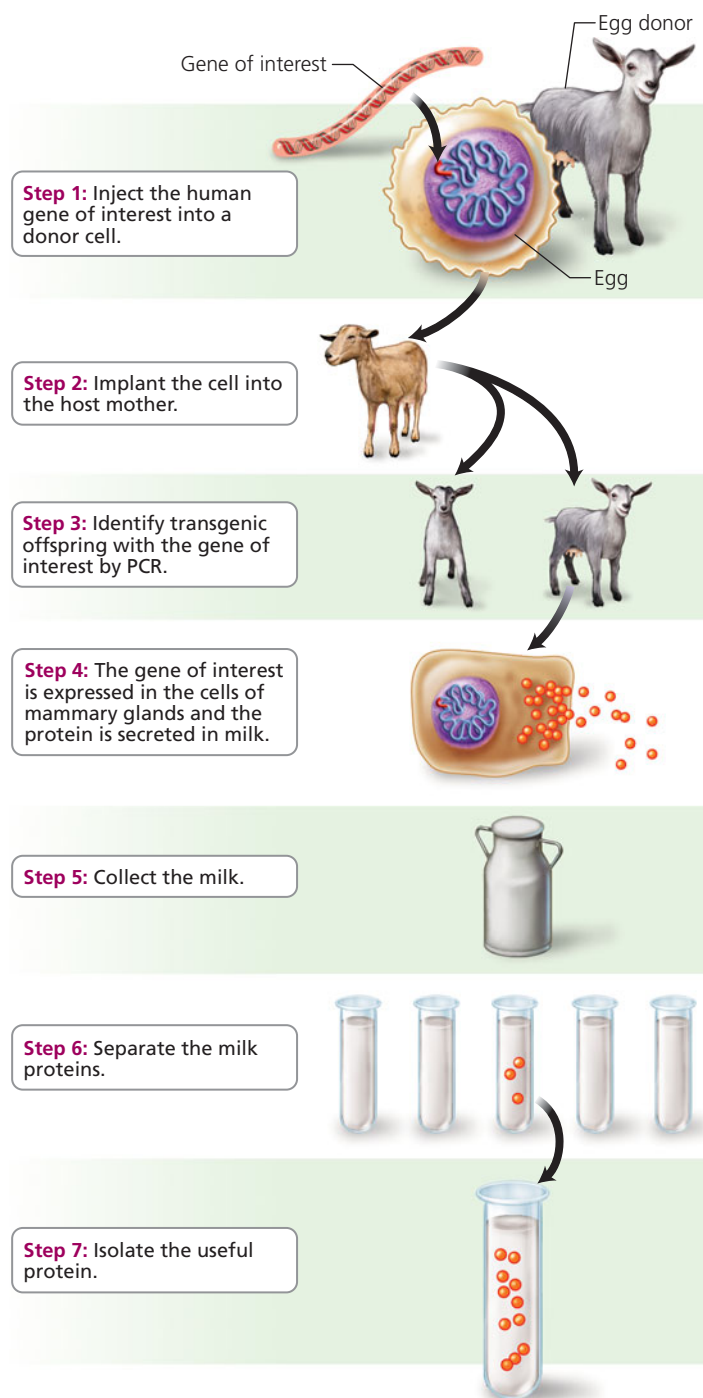 Egg donor
Gene of interest
Step 1: Inject the human
gene of interest into a
donor cell.
Egg
Step 2: Implant the cell into
the host mother.
Step 3: Identify transgenic
offspring with the gene of
interest by PCR.
Step 4: The gene of interest
is expressed in the cells of
mammary glands and the
protein is secreted in milk.
Step 5: Collect the milk.
Step 6: Separate the milk
proteins.
Step 7: Isolate the useful
protein.